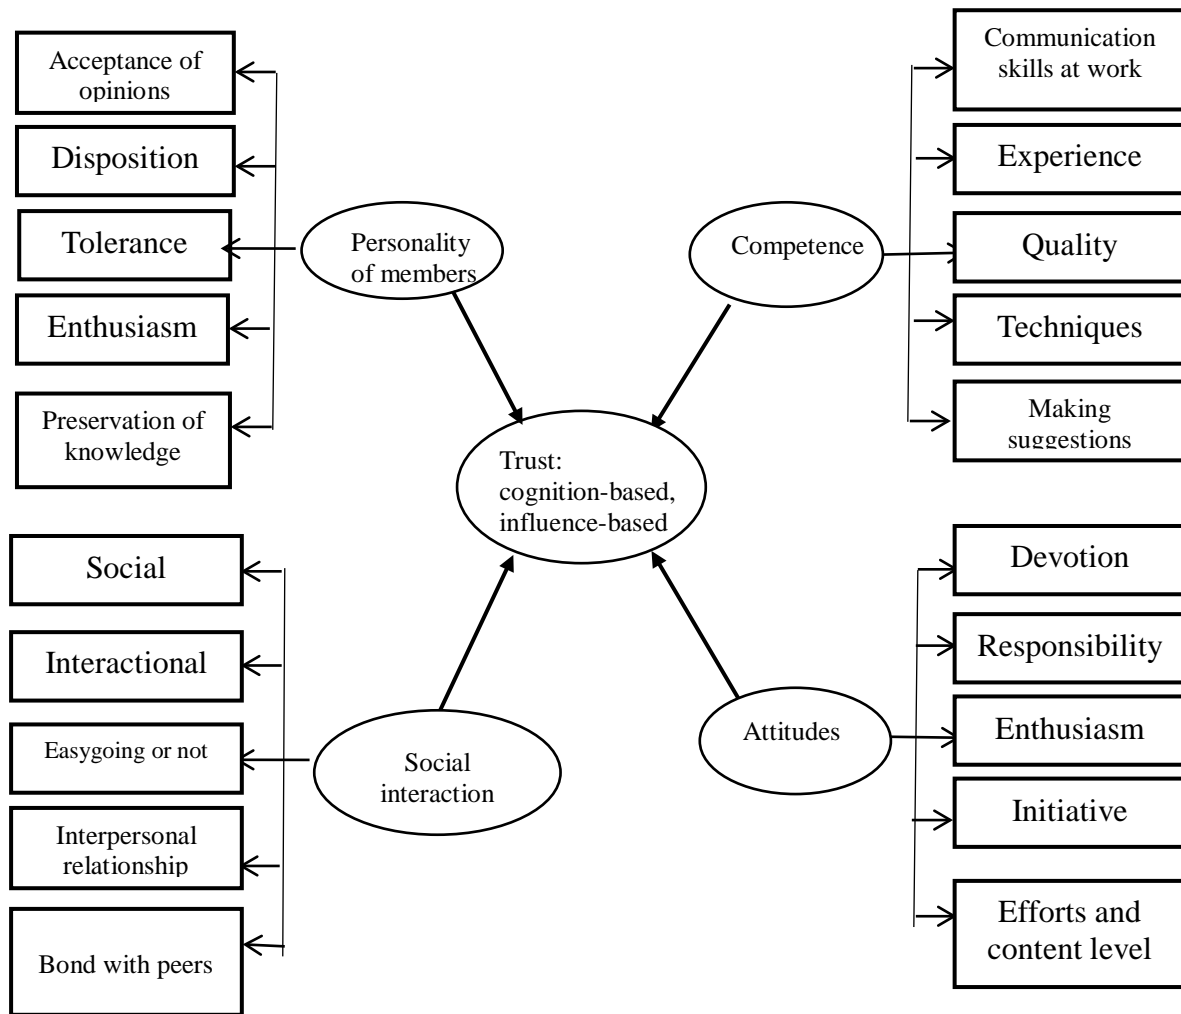 Acceptance of
opinions
Disposition
Tolerance
Enthusiasm
Preservation of
knowledge
Personality
of members
Communication
skills at work
Experience
Quality
Techniques
Making
suggestions
Competence
Trust:
cognition-based,
influence-based
Social
Interactional
Easygoing or not
Interpersonal
relationship
Bond with peers
Social
interaction
Attitudes
Devotion
Responsibility
Enthusiasm
Initiative
Efforts and
content level